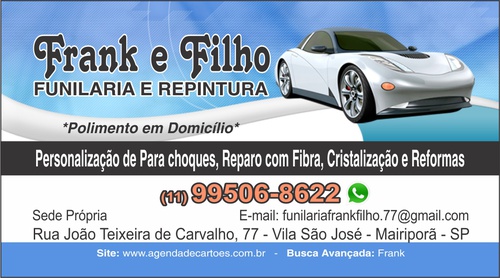 Frank e Filho
FUNILARIA E REPINTURA
*Polimento em Domicílio*
Personalização de Para choques, Reparo com Fibra, Cristalização e Reformas
(11) 99506-8622
Sede Própria E-mail: funilariafrankfilho.77@gmail.com
Rua João Teixeira de Carvalho, 77 - Vila São José - Mairiporã - SP
Site: www.agendadecartoes.com.br - Busca Avançada: Frank